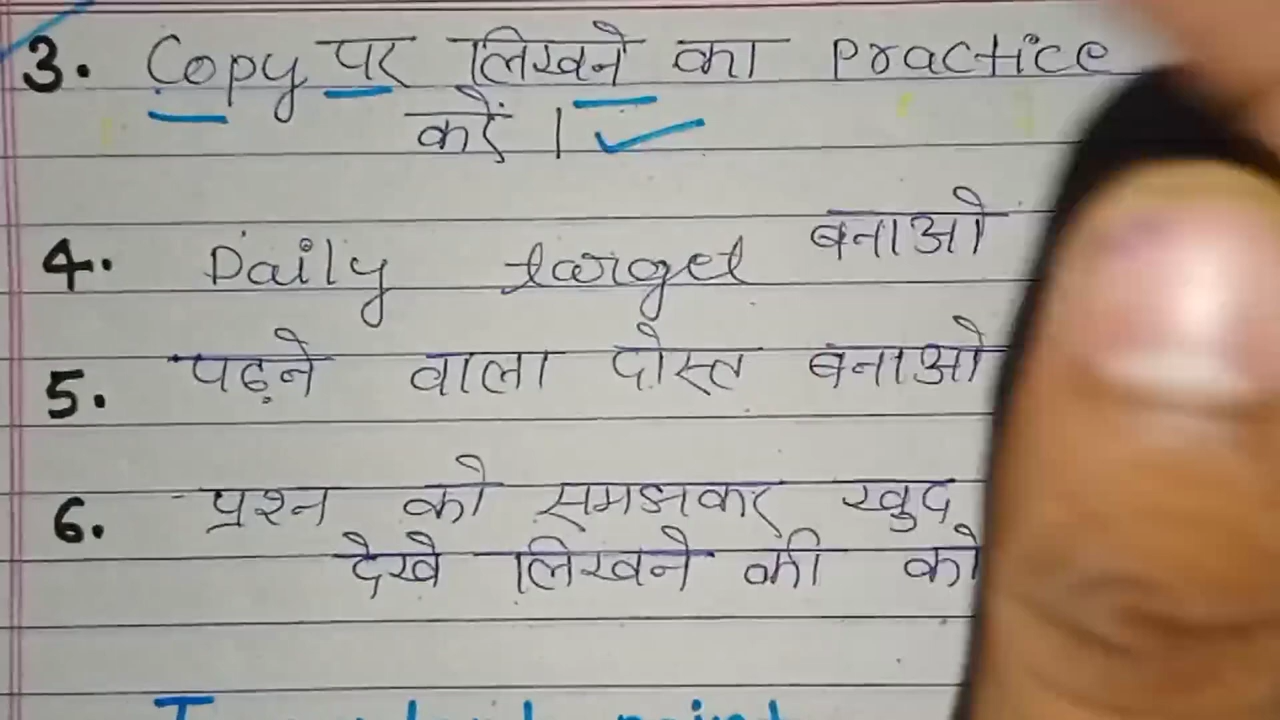 3. Copy पर लिखने का Practice
करें ।
4. Daily target बनाओ
5. पढ़ने वाला दोस्त बनाओ
6. प्रश्न को समझकर खुद
देखे लिखने की